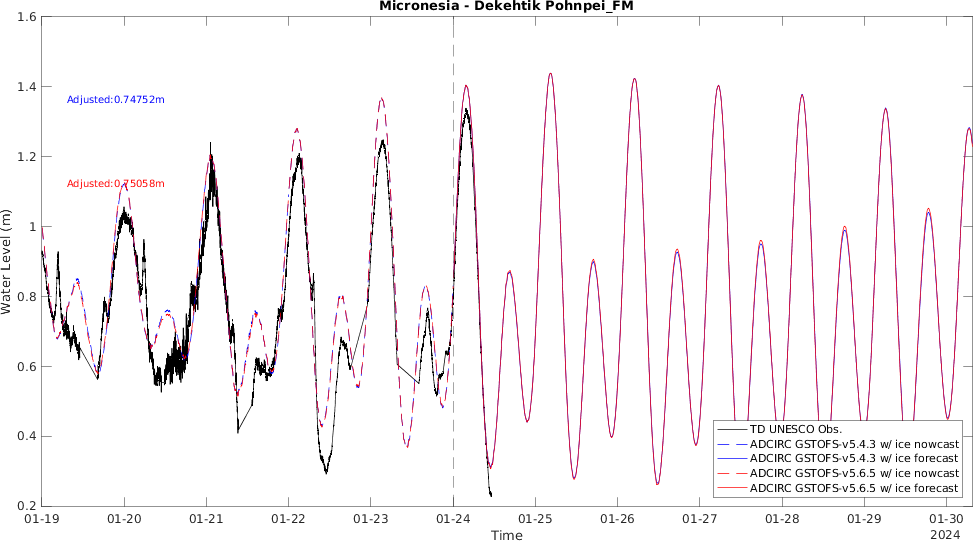 Micronesia - Dekehtik Pohnpei_FM
1.6
1.4
1.2
1
0.8
0.6
0.4
0.2
Water Level (m)
Adjusted:0.74752m
Adjusted:0.75058m
TD UNESCO Obs.
ADCIRC GSTOFS-v5.4.3 w/ ice nowcast
ADCIRC GSTOFS-v5.4.3 w/ ice forecast
ADCIRC GSTOFS-v5.6.5 w/ ice nowcast
ADCIRC GSTOFS-v5.6.5 w/ ice forecast
01-19 01-20 01-21 01-22 01-23 01-24 01-25 01-26 01-27 01-28 01-29 01-30
2024
Time